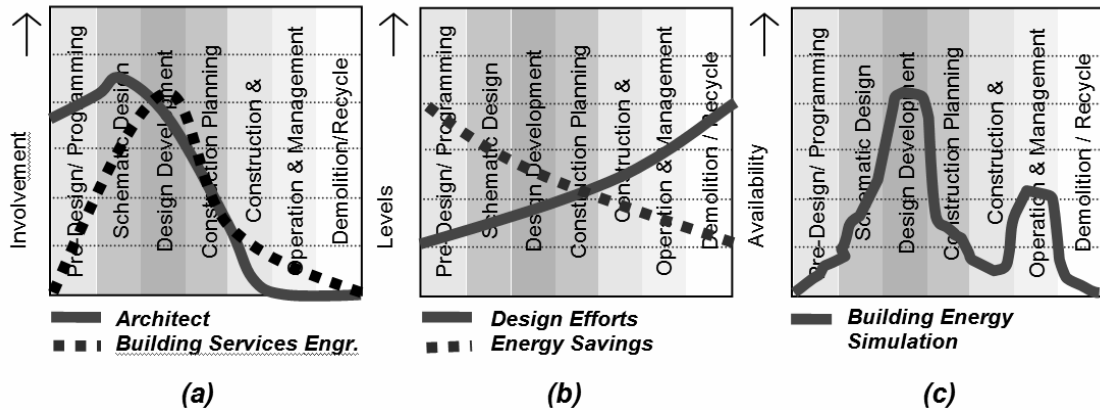 Involvement
Pre-Design/ Programming
Schematic Design
Design Development
Construction Planning
Construction &
Operation & Management
Demolition/Recycle
Architect
Building Services Engr.
(a)
Levels
Pre-Design/ Programming
Schematic Design
Design Development
Construction Planning
Construction &
Operation & Management
Demolition / Recycle
Design Efforts
Energy Savings
(b)
Availability
Pre-Design/ Programming
Schematic Design
Design Development
Construction Planning
Construction &
Operation & Management
Demolition / Recycle
Building Energy
Simulation
(c)